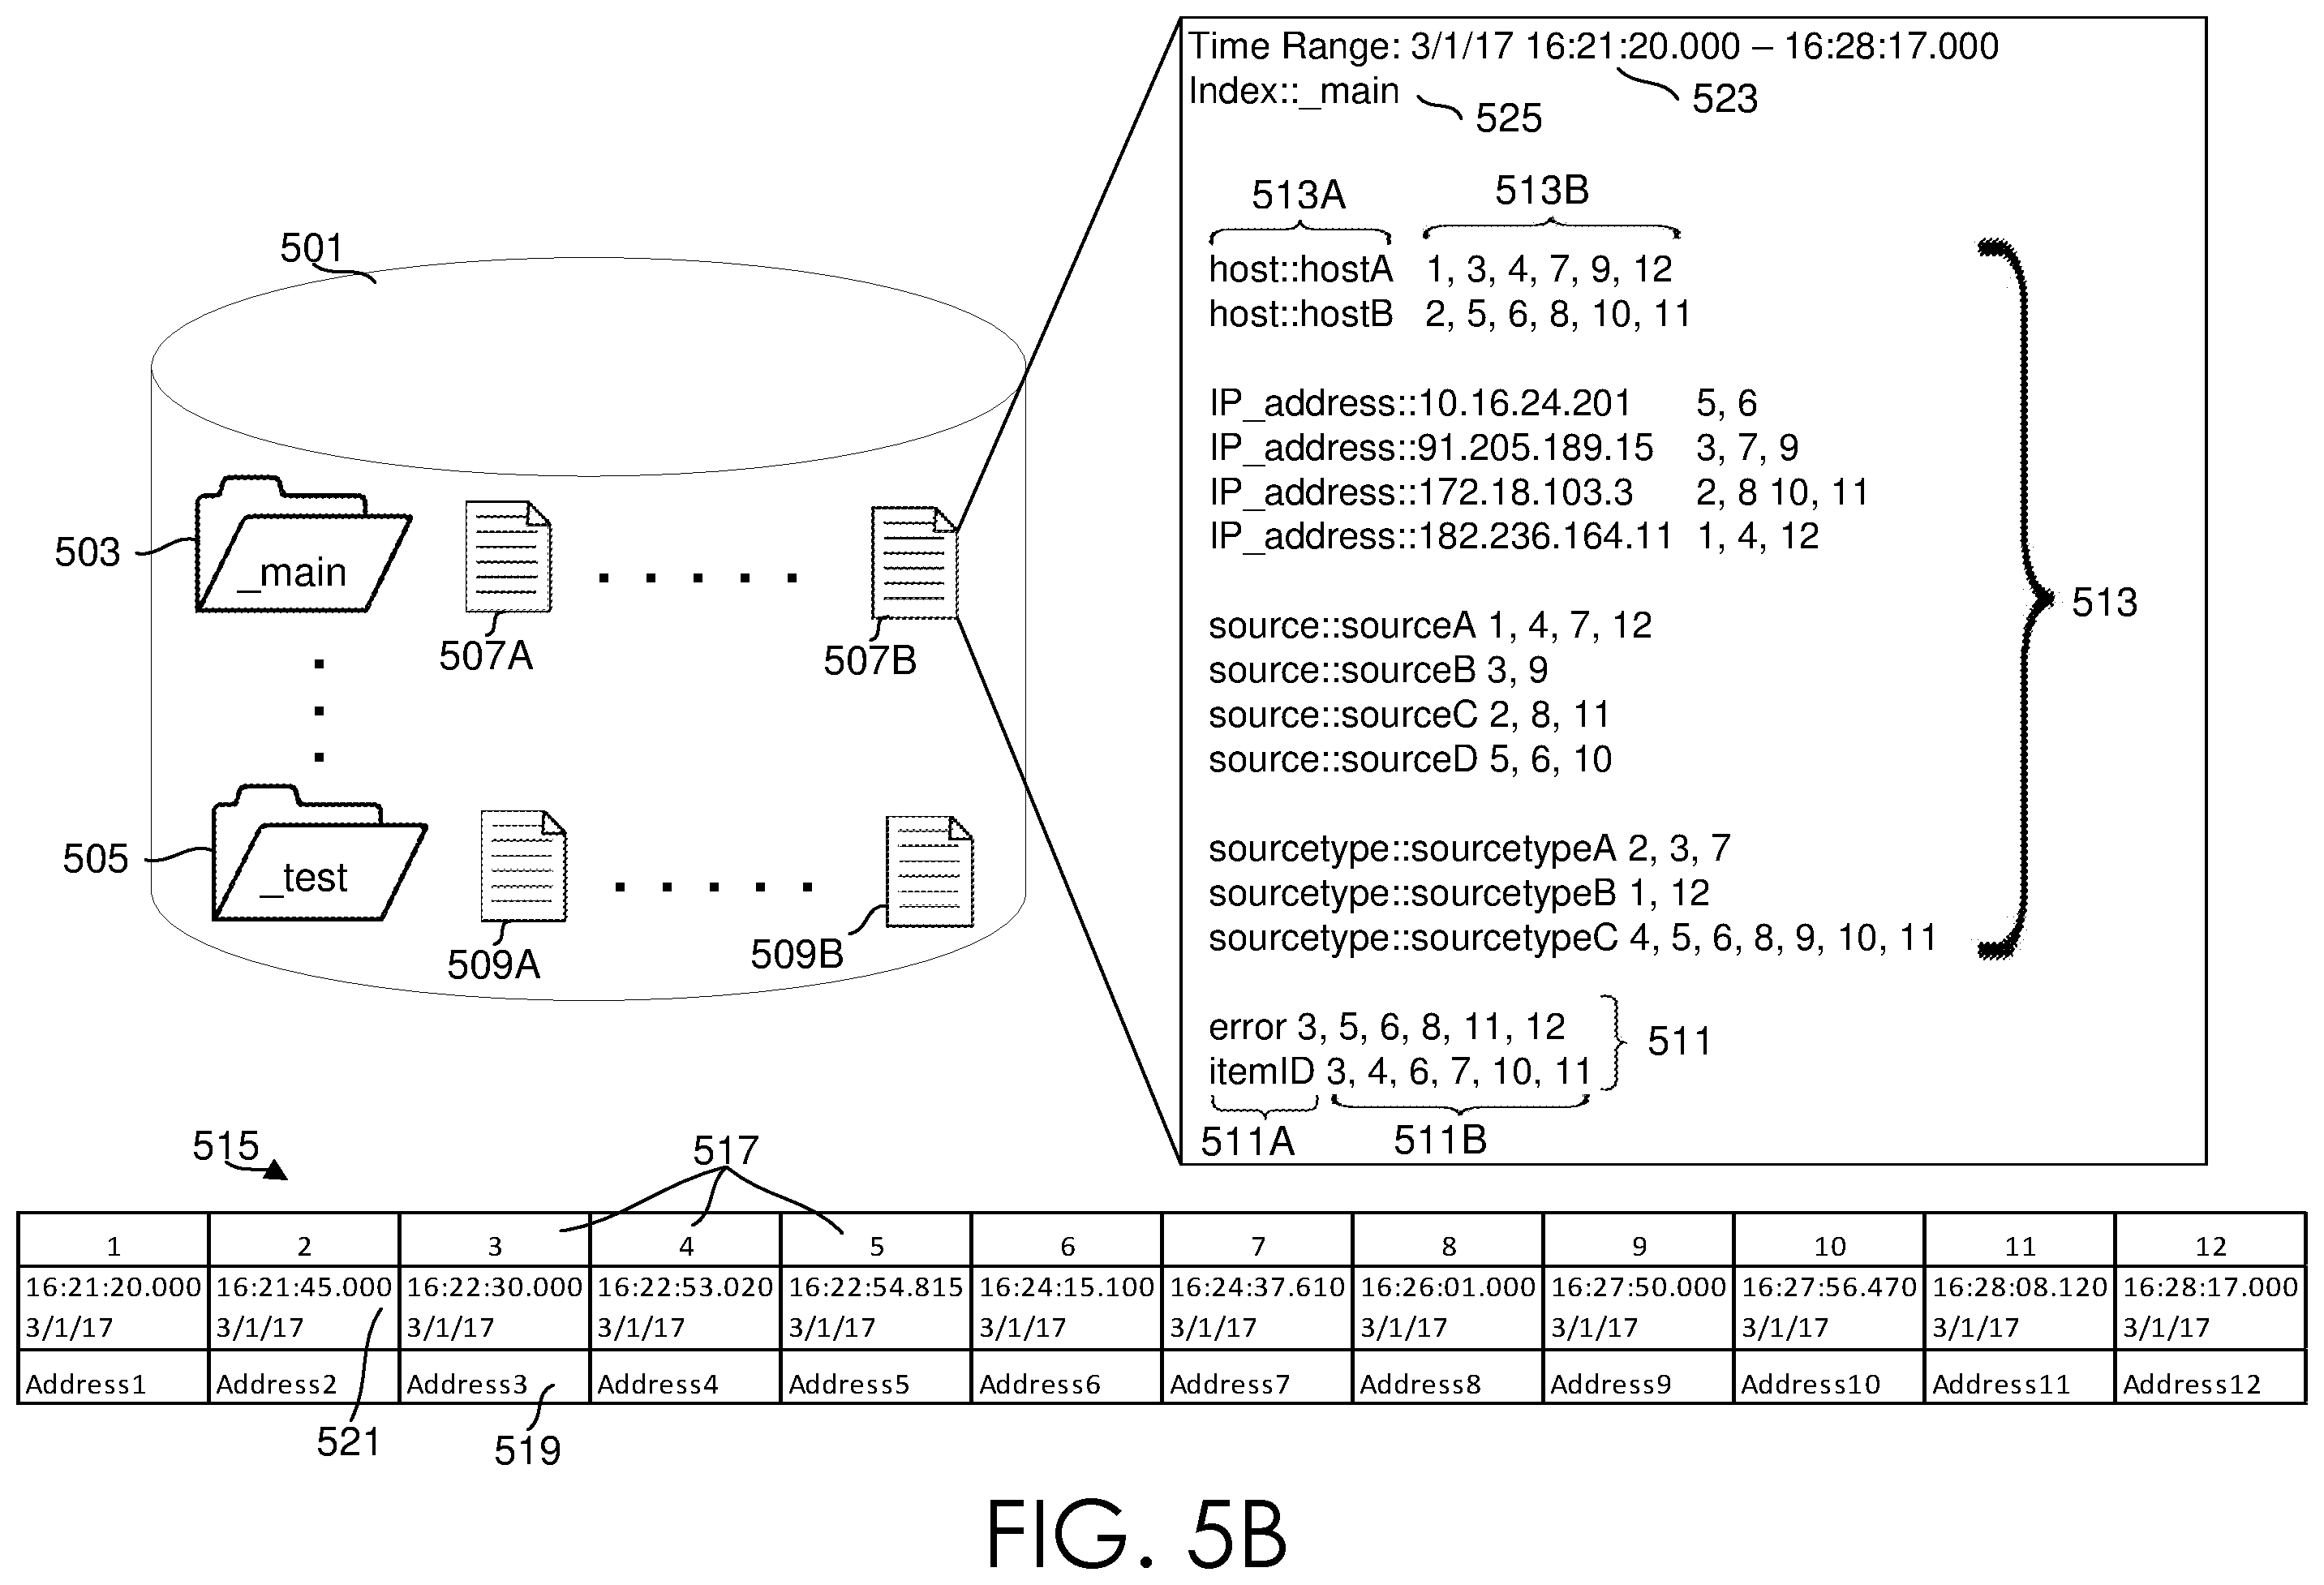 Time Range: 3/1/17 16:21:20.000 – 16:28:17.000
Index::_main
523
525
513A 513B
host::hostA 1, 3, 4, 7, 9, 12
host::hostB 2, 5, 6, 8, 10, 11
IP_address::10.16.24.201 5, 6
IP_address::91.205.189.15 3, 7, 9
IP_address::172.18.103.3 2, 8 10, 11
IP_address::182.236.164.11 1, 4, 12
513
source::sourceA 1, 4, 7, 12
source::sourceB 3, 9
source::sourceC 2, 8, 11
source::sourceD 5, 6, 10
sourcetype::sourcetypeA 2, 3, 7
sourcetype::sourcetypeB 1, 12
sourcetype::sourcetypeC 4, 5, 6, 8, 9, 10, 11
error 3, 5, 6, 8, 11, 12
itemID 3, 4, 6, 7, 10, 11
511
511A 511B
501
503
_main
507A 507B
505
_test
509A 509B
515
517
1 2 3 4 5 6 7 8 9 10 11 12
16:21:20.000 16:21:45.000 16:22:30.000 16:22:53.020 16:22:54.815 16:24:15.100 16:24:37.610 16:26:01.000 16:27:50.000 16:27:56.470 16:28:08.120 16:28:17.000
3/1/17 3/1/17 3/1/17 3/1/17 3/1/17 3/1/17 3/1/17 3/1/17 3/1/17 3/1/17 3/1/17 3/1/17
Address1 Address2 Address3 Address4 Address5 Address6 Address7 Address8 Address9 Address10 Address11 Address12
521 519
FIG. 5B